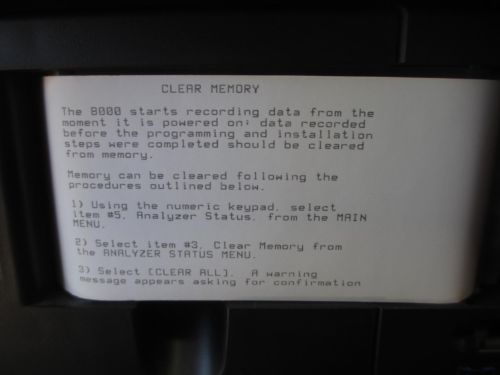 CLEAR MEMORY
The 8000 starts recording data from the
moment it is powered on; data recorded
before the programming and installation
steps were completed should be cleared
from memory.
Memory can be cleared following the
procedures outlined below.
1) Using the numeric keypad, select
item #5, Analyzer Status, from the MAIN
MENU.
2) Select item #3, Clear Memory from
the ANALYZER STATUS MENU.
3) Select [CLEAR ALL].  A warning
message appears asking for confirmation